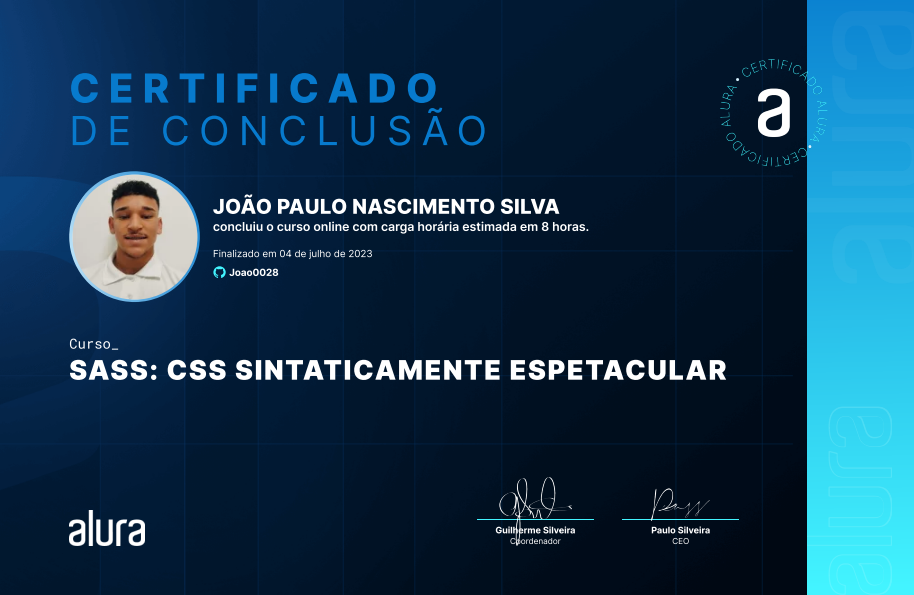 CERTIFICADO
DE CONCLUSÃO
CERTIFICADO ALURA • CERTIFICADO ALURA •
a
JOÃO PAULO NASCIMENTO SILVA
concluiu o curso online com carga horária estimada em 8 horas.
Finalizado em 04 de julho de 2023
Joao0028
Curso_
SASS: CSS SINTATICAMENTE ESPETACULAR
alura
Guilherme Silveira
Coordenador
Paulo Silveira
CEO
alura
alura